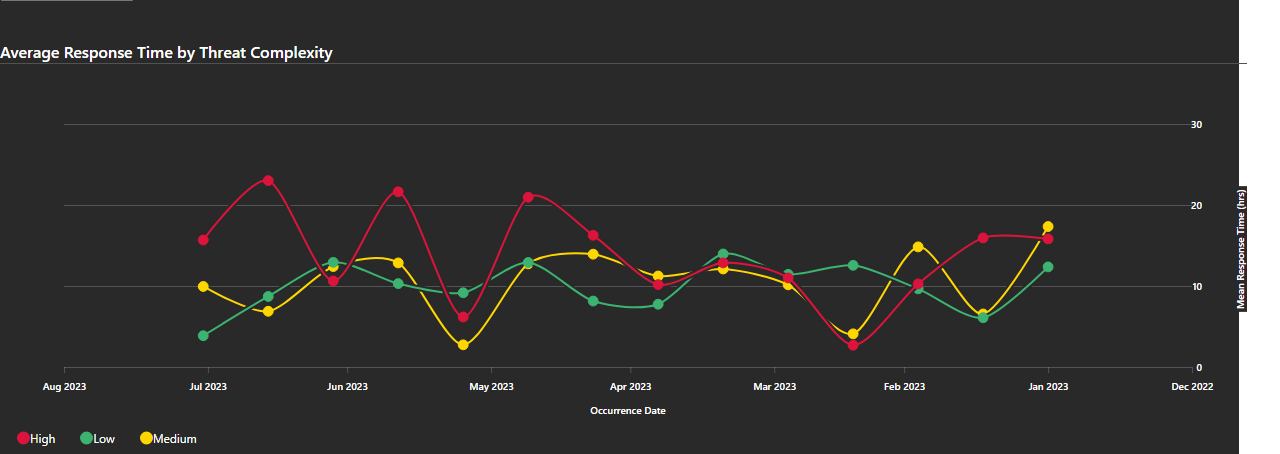 Average Response Time by Threat Complexity
30
20
10
0
Mean Response Time (hrs)
Aug 2023 Jul 2023 Jun 2023 May 2023 Apr 2023 Mar 2023 Feb 2023 Jan 2023 Dec 2022
Occurrence Date
High Low Medium